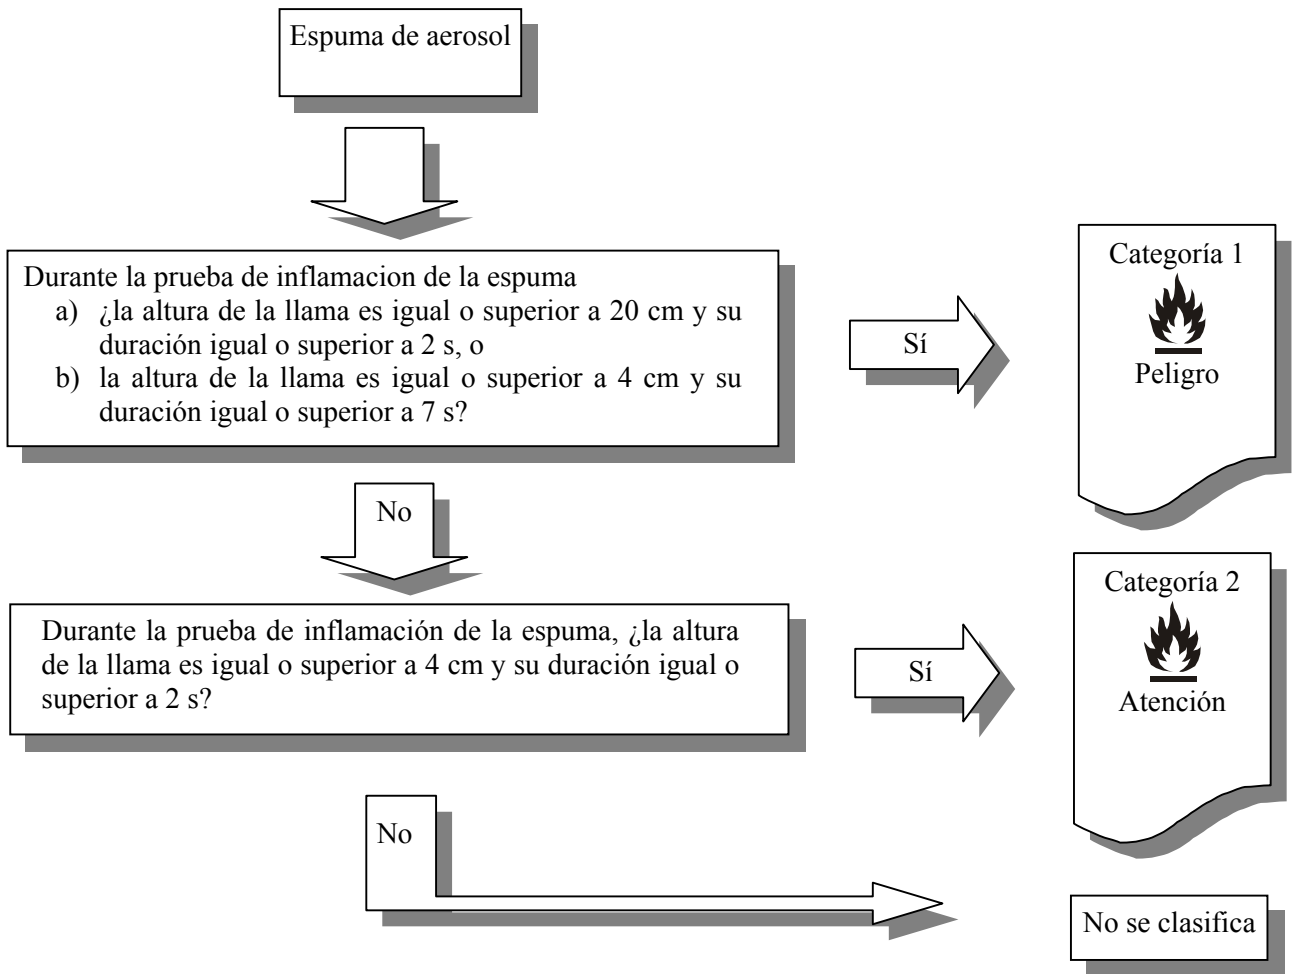 Espuma de aerosol
Durante la prueba de inflamacion de la espuma
a) ¿la altura de la llama es igual o superior a 20 cm y su
duración igual o superior a 2 s, o
b) la altura de la llama es igual o superior a 4 cm y su
duración igual o superior a 7 s?
Sí
Categoría 1
Peligro
No
Durante la prueba de inflamación de la espuma, ¿la altura
de la llama es igual o superior a 4 cm y su duración igual o
superior a 2 s?
Sí
Categoría 2
Atención
No
No se clasifica